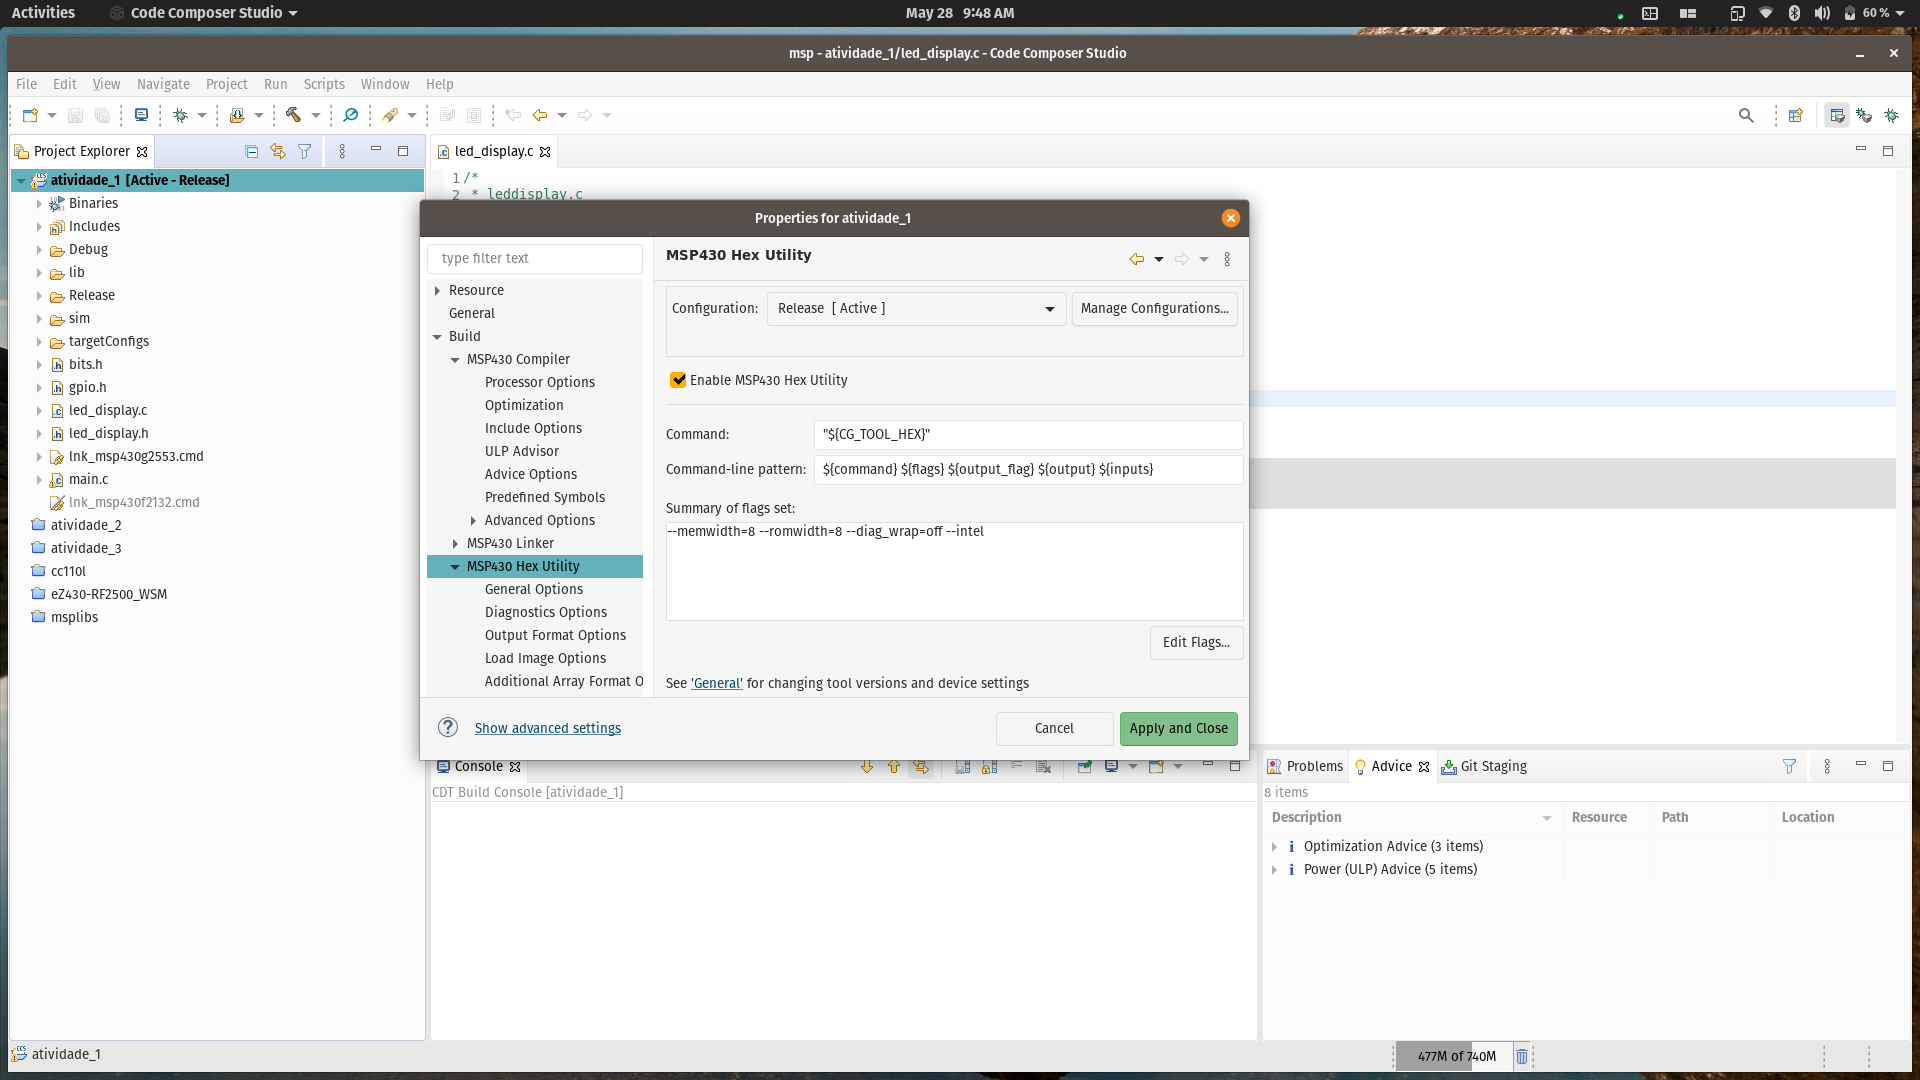 Activities
Code Composer Studio
May 28 9:48 AM
60 %
msp - atividade_1/led_display.c - Code Composer Studio
File Edit View Navigate Project Run Scripts Window Help
Project Explorer
atividade_1 [Active - Release]
Binaries
Includes
Debug
lib
Release
sim
targetConfigs
bits.h
gpio.h
led_display.c
led_display.h
lnk_msp430g2553.cmd
main.c
lnk_msp430f2132.cmd
atividade_2
atividade_3
cc110l
eZ430-RF2500_WSM
msplibs
led_display.c
1 /*
2 * leddisplay.c
Properties for atividade_1
type filter text
Resource
General
Build
MSP430 Compiler
Processor Options
Optimization
Include Options
ULP Advisor
Advice Options
Predefined Symbols
Advanced Options
MSP430 Linker
MSP430 Hex Utility
General Options
Diagnostics Options
Output Format Options
Load Image Options
Additional Array Format O
MSP430 Hex Utility
Configuration: Release [ Active ] Manage Configurations...
Enable MSP430 Hex Utility
Command: "${CG_TOOL_HEX}"
Command-line pattern: ${command} ${flags} ${output_flag} ${output} ${inputs}
Summary of flags set:
--memwidth=8 --romwidth=8 --diag_wrap=off --intel
Edit Flags...
See 'General' for changing tool versions and device settings
Show advanced settings
Cancel
Apply and Close
Console
CDT Build Console [atividade_1]
Problems Advice Git Staging
8 items
Description Resource Path Location
Optimization Advice (3 items)
Power (ULP) Advice (5 items)
atividade_1
477M of 740M